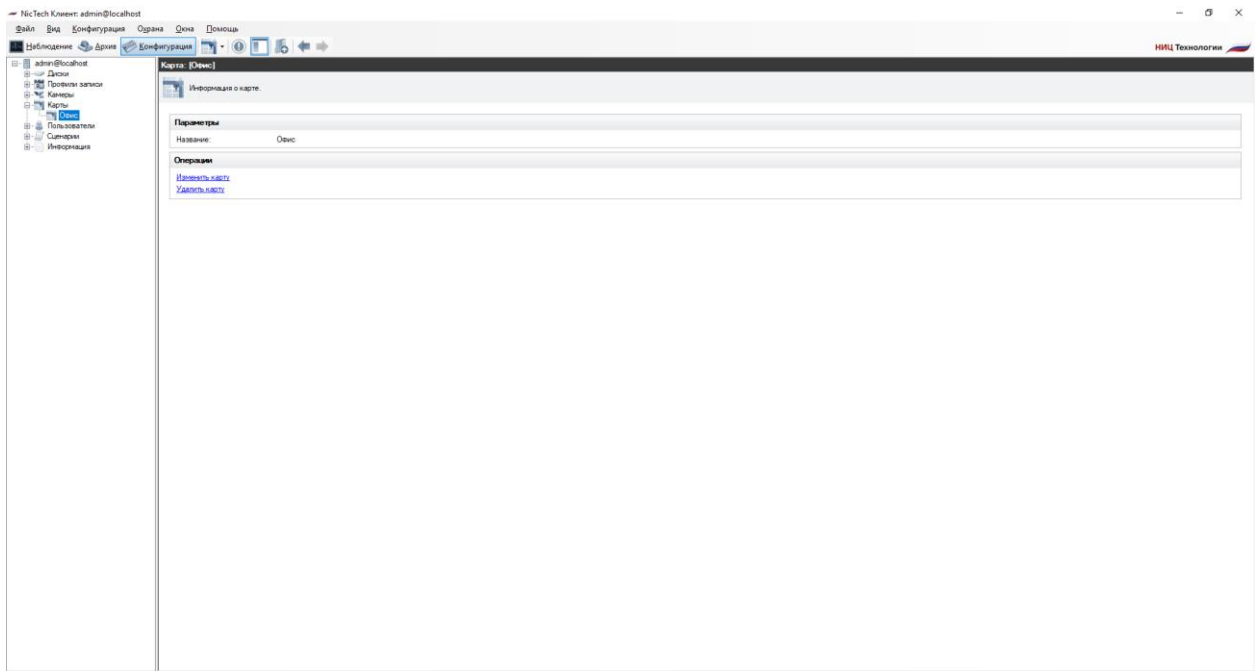 NicTech Клиент: admin@localhost
Файл Вид Конфигурация Охрана Окна Помощь
Наблюдение Архив Конфигурация
НИЦ Технологии
admin@localhost
Диски
Профили записи
Камеры
Карты
Офис
Пользователи
Сценарии
Информация
Карта: [Офис]
Информация о карте.
Параметры
Название: Офис
Операции
Изменить карту
Удалить карту